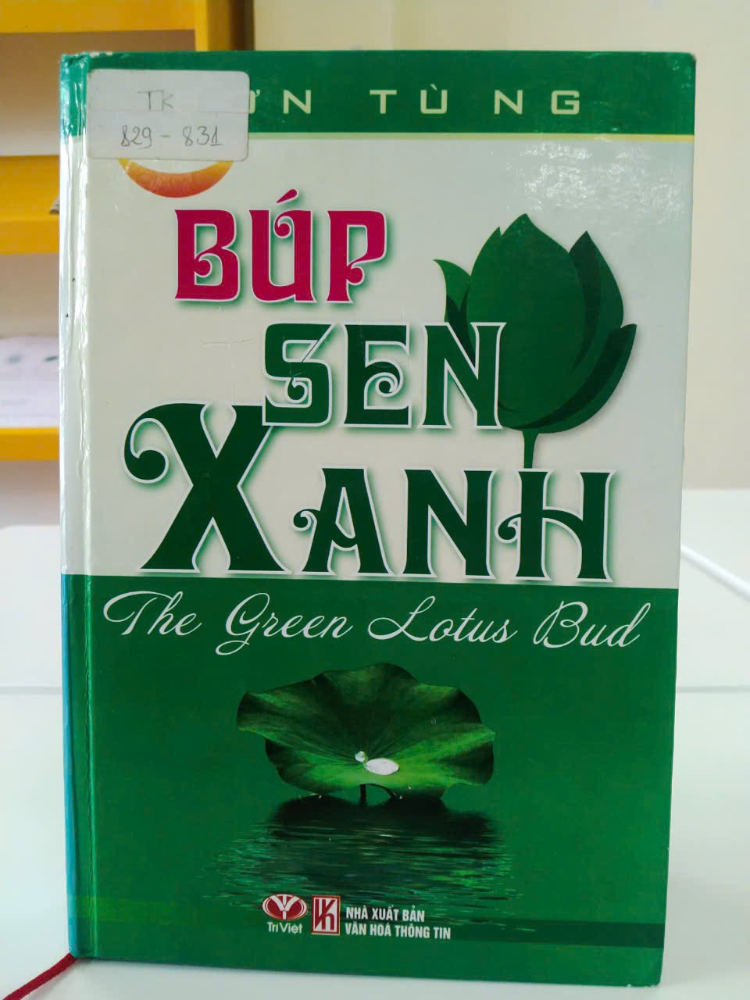 TK
829 - 831
ƠN TÙNG
BÚP
SEN
XANH
The Green Lotus Bud
Trí Việt
NHÀ XUẤT BẢN
VĂN HOÁ THÔNG TIN